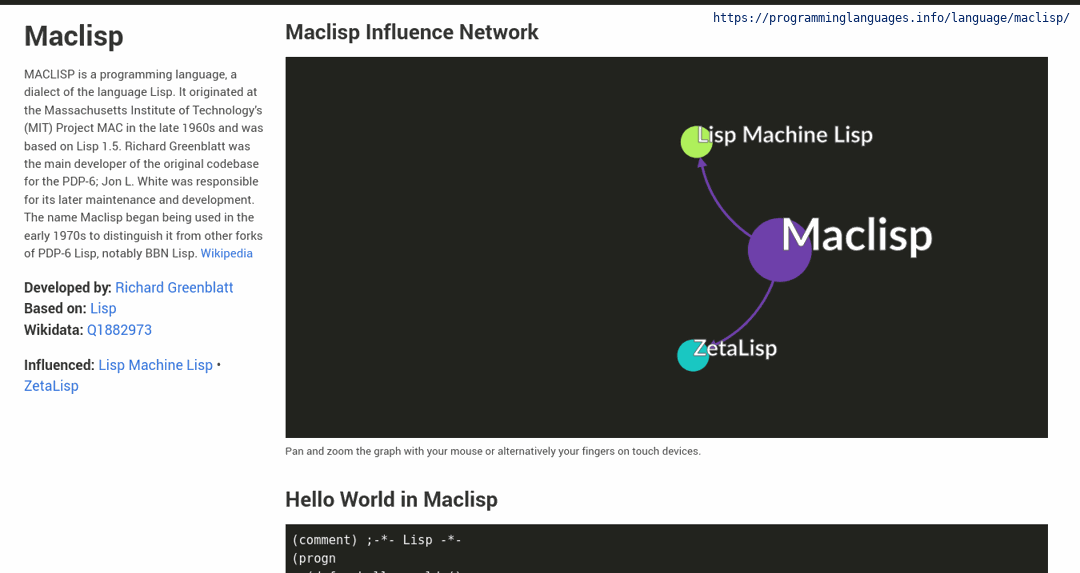 https://programminglanguages.info/language/maclisp/
Maclisp
MACLISP is a programming language, a
dialect of the language Lisp. It originated at
the Massachusetts Institute of Technology's
(MIT) Project MAC in the late 1960s and was
based on Lisp 1.5. Richard Greenblatt was
the main developer of the original codebase
for the PDP-6; Jon L. White was responsible
for its later maintenance and development.
The name Maclisp began being used in the
early 1970s to distinguish it from other forks
of PDP-6 Lisp, notably BBN Lisp. Wikipedia
Developed by: Richard Greenblatt
Based on: Lisp
Wikidata: Q1882973
Influenced: Lisp Machine Lisp •
ZetaLisp
Maclisp Influence Network
Lisp Machine Lisp
Maclisp
ZetaLisp
Pan and zoom the graph with your mouse or alternatively your fingers on touch devices.
Hello World in Maclisp
(comment) ;-*- Lisp -*-
(progn